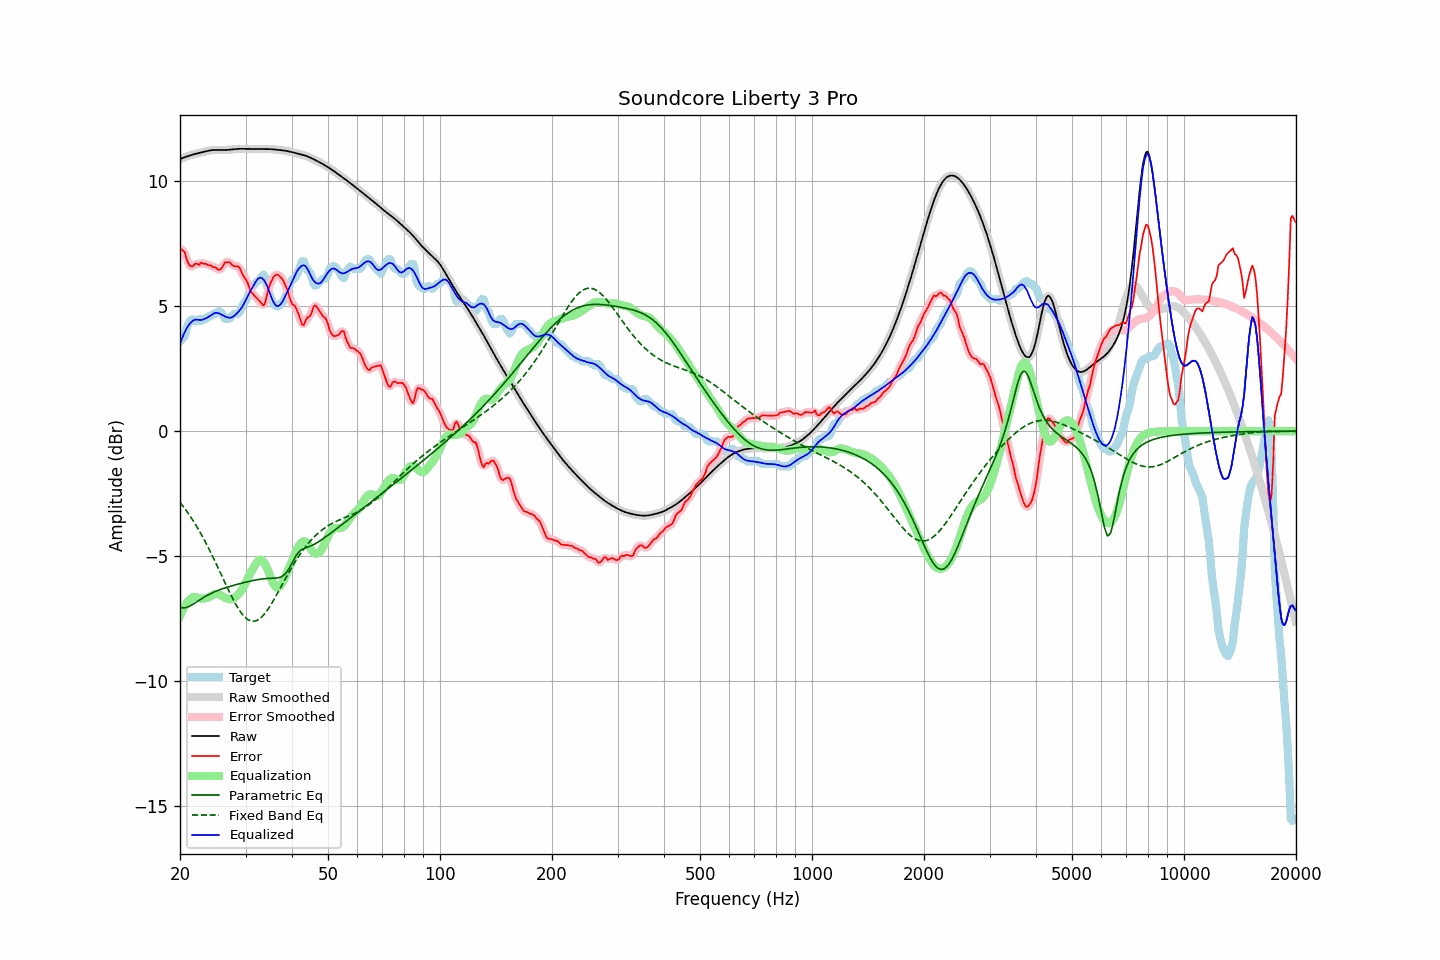 Soundcore Liberty 3 Pro
Amplitude (dBr)
10
5
0
−5
−10
−15
Target
Raw Smoothed
Error Smoothed
Raw
Error
Equalization
Parametric Eq
Fixed Band Eq
Equalized
20 50 100 200 500 1000 2000 5000 10000 20000
Frequency (Hz)